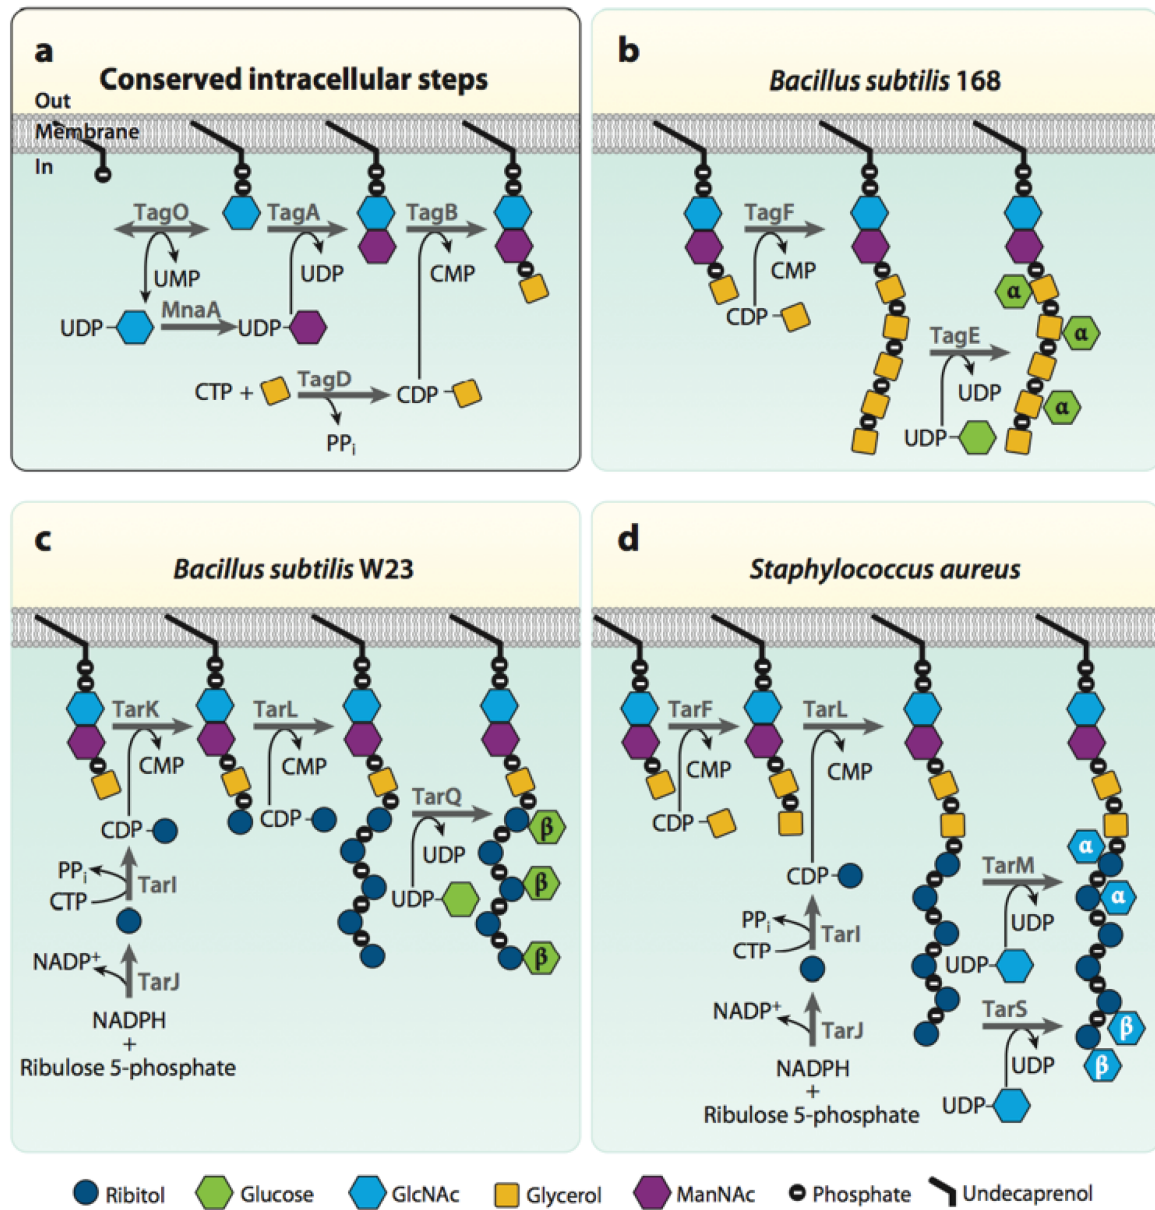 a
Conserved intracellular steps
Out
Membrane
In
TagO
TagA
TagB
UMP
UDP
CMP
UDP
MnaA
UDP
CTP +
TagD
CDP
PPi
b
Bacillus subtilis 168
TagF
CMP
CDP
TagE
UDP
UDP
α
α
α
c
Bacillus subtilis W23
TarK
TarL
CMP
CMP
CDP
CDP
TarQ
UDP
UDP
β
β
β
PPi
CTP
TarI
NADP+
TarJ
NADPH
+
Ribulose 5-phosphate
d
Staphylococcus aureus
TarF
TarL
CMP
CMP
CDP
CDP
PPi
CTP
TarI
NADP+
TarJ
NADPH
+
Ribulose 5-phosphate
TarM
UDP
UDP
TarS
UDP
UDP
α
α
β
β
Ribitol
Glucose
GlcNAc
Glycerol
ManNAc
Phosphate
Undecaprenol